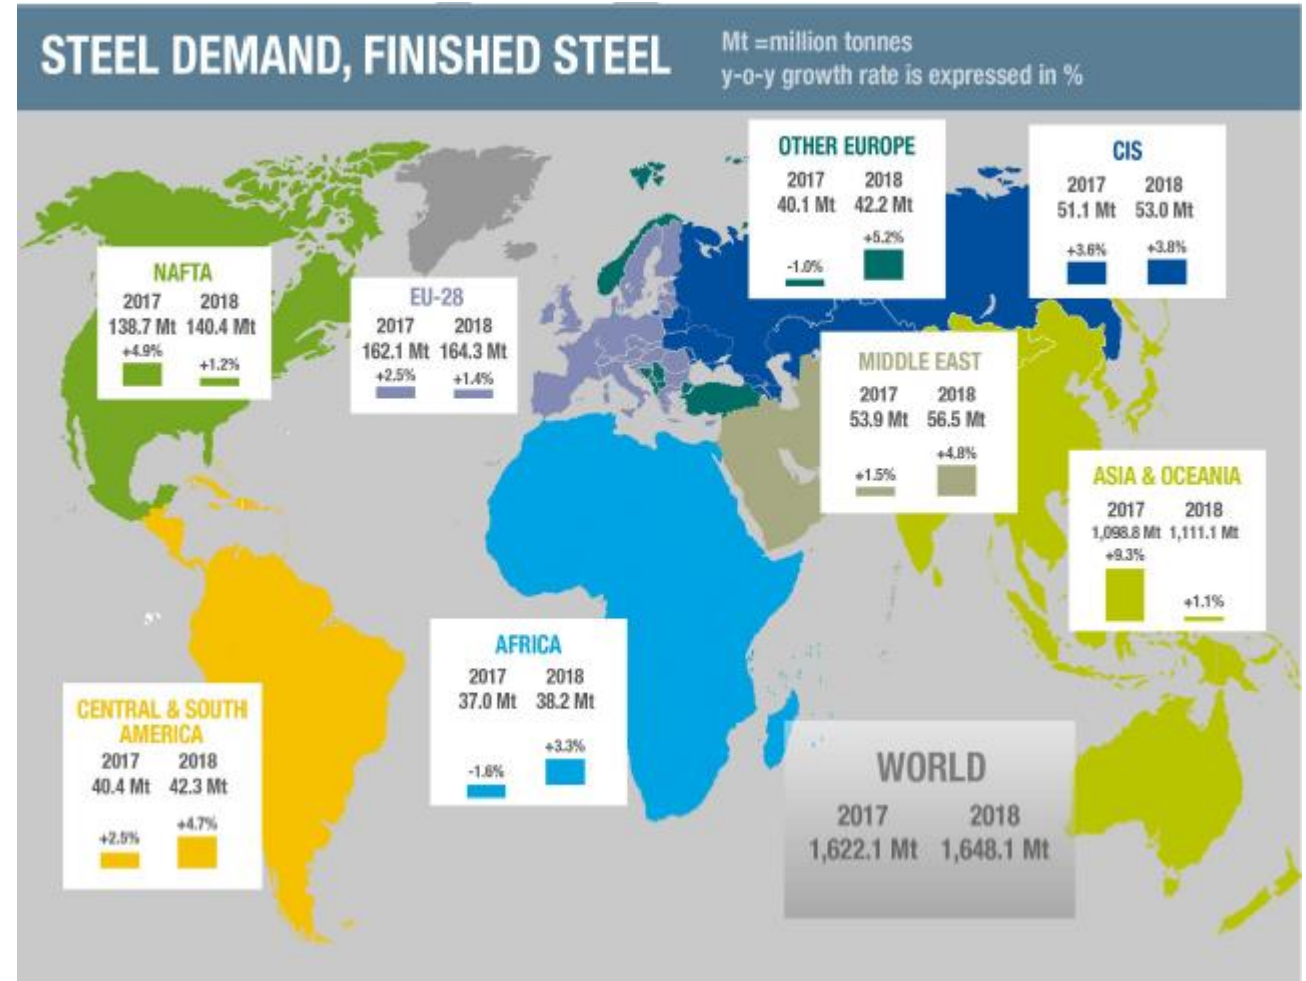 STEEL DEMAND, FINISHED STEEL
Mt =million tonnes
y-o-y growth rate is expressed in %
OTHER EUROPE
2017 2018
40.1 Mt 42.2 Mt
+5.2%
-1.0%
CIS
2017 2018
51.1 Mt 53.0 Mt
+3.6% +3.8%
NAFTA
2017 2018
138.7 Mt 140.4 Mt
+4.9%
+1.2%
EU-28
2017 2018
162.1 Mt 164.3 Mt
+2.5% +1.4%
MIDDLE EAST
2017 2018
53.9 Mt 56.5 Mt
+4.8%
+1.5%
ASIA & OCEANIA
2017 2018
1,098.8 Mt 1,111.1 Mt
+9.3%
+1.1%
AFRICA
2017 2018
37.0 Mt 38.2 Mt
+3.3%
-1.6%
CENTRAL & SOUTH
AMERICA
2017 2018
40.4 Mt 42.3 Mt
+4.7%
+2.5%
WORLD
2017 2018
1,622.1 Mt 1,648.1 Mt